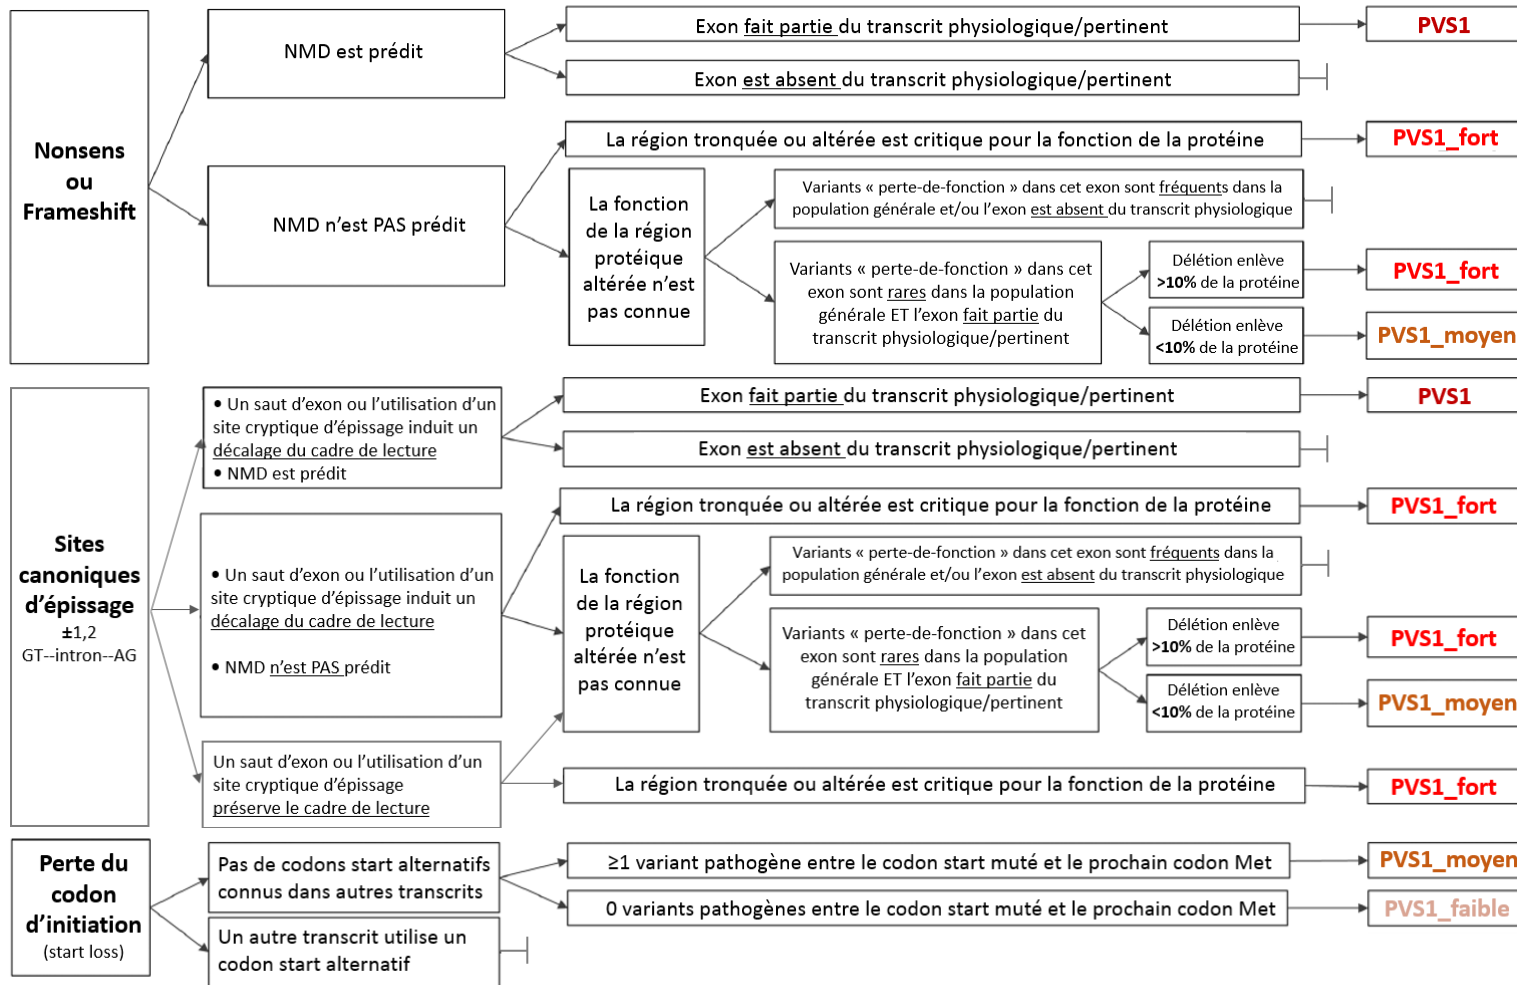 Nonsens
ou
Frameshift
NMD est prédit
Exon fait partie du transcrit physiologique/pertinent
PVS1
Exon est absent du transcrit physiologique/pertinent
NMD n'est PAS prédit
La région tronquée ou altérée est critique pour la fonction de la protéine
PVS1_fort
La fonction
de la région
protéique
altérée n'est
pas connue
Variants « perte-de-fonction » dans cet exon sont fréquents dans la
population générale et/ou l'exon est absent du transcrit physiologique
Variants « perte-de-fonction » dans cet
exon sont rares dans la population
générale ET l'exon fait partie du
transcrit physiologique/pertinent
Délétion enlève
>10% de la protéine
PVS1_fort
Délétion enlève
<10% de la protéine
PVS1_moyen
Sites
canoniques
d'épissage
±1,2
GT--intron--AG
• Un saut d'exon ou l'utilisation d'un
site cryptique d'épissage induit un
décalage du cadre de lecture
• NMD est prédit
Exon fait partie du transcrit physiologique/pertinent
PVS1
Exon est absent du transcrit physiologique/pertinent
• Un saut d'exon ou l'utilisation d'un
site cryptique d'épissage induit un
décalage du cadre de lecture
• NMD n'est PAS prédit
La région tronquée ou altérée est critique pour la fonction de la protéine
PVS1_fort
La fonction
de la région
protéique
altérée n'est
pas connue
Variants « perte-de-fonction » dans cet exon sont fréquents dans la
population générale et/ou l'exon est absent du transcrit physiologique
Variants « perte-de-fonction » dans cet
exon sont rares dans la population
générale ET l'exon fait partie du
transcrit physiologique/pertinent
Délétion enlève
>10% de la protéine
PVS1_fort
Délétion enlève
<10% de la protéine
PVS1_moyen
Un saut d'exon ou l'utilisation d'un
site cryptique d'épissage
préserve le cadre de lecture
La région tronquée ou altérée est critique pour la fonction de la protéine
PVS1_fort
Perte du
codon
d'initiation
(start loss)
Pas de codons start alternatifs
connus dans autres transcrits
≥1 variant pathogène entre le codon start muté et le prochain codon Met
PVS1_moyen
0 variants pathogènes entre le codon start muté et le prochain codon Met
PVS1_faible
Un autre transcrit utilise un
codon start alternatif